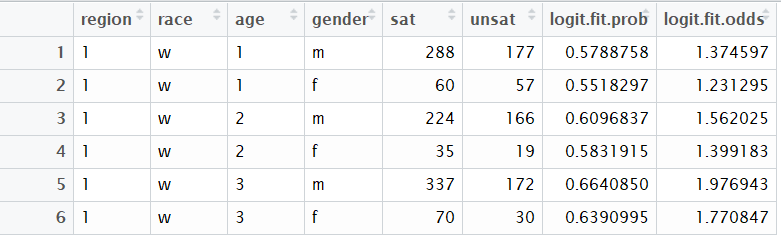 region race age gender sat unsat logit.fit.prob logit.fit.odds
1 1 w 1 m 288 177 0.5788758 1.374597
2 1 w 1 f 60 57 0.5518297 1.231295
3 1 w 2 m 224 166 0.6096837 1.562025
4 1 w 2 f 35 19 0.5831915 1.399183
5 1 w 3 m 337 172 0.6640850 1.976943
6 1 w 3 f 70 30 0.6390995 1.770847